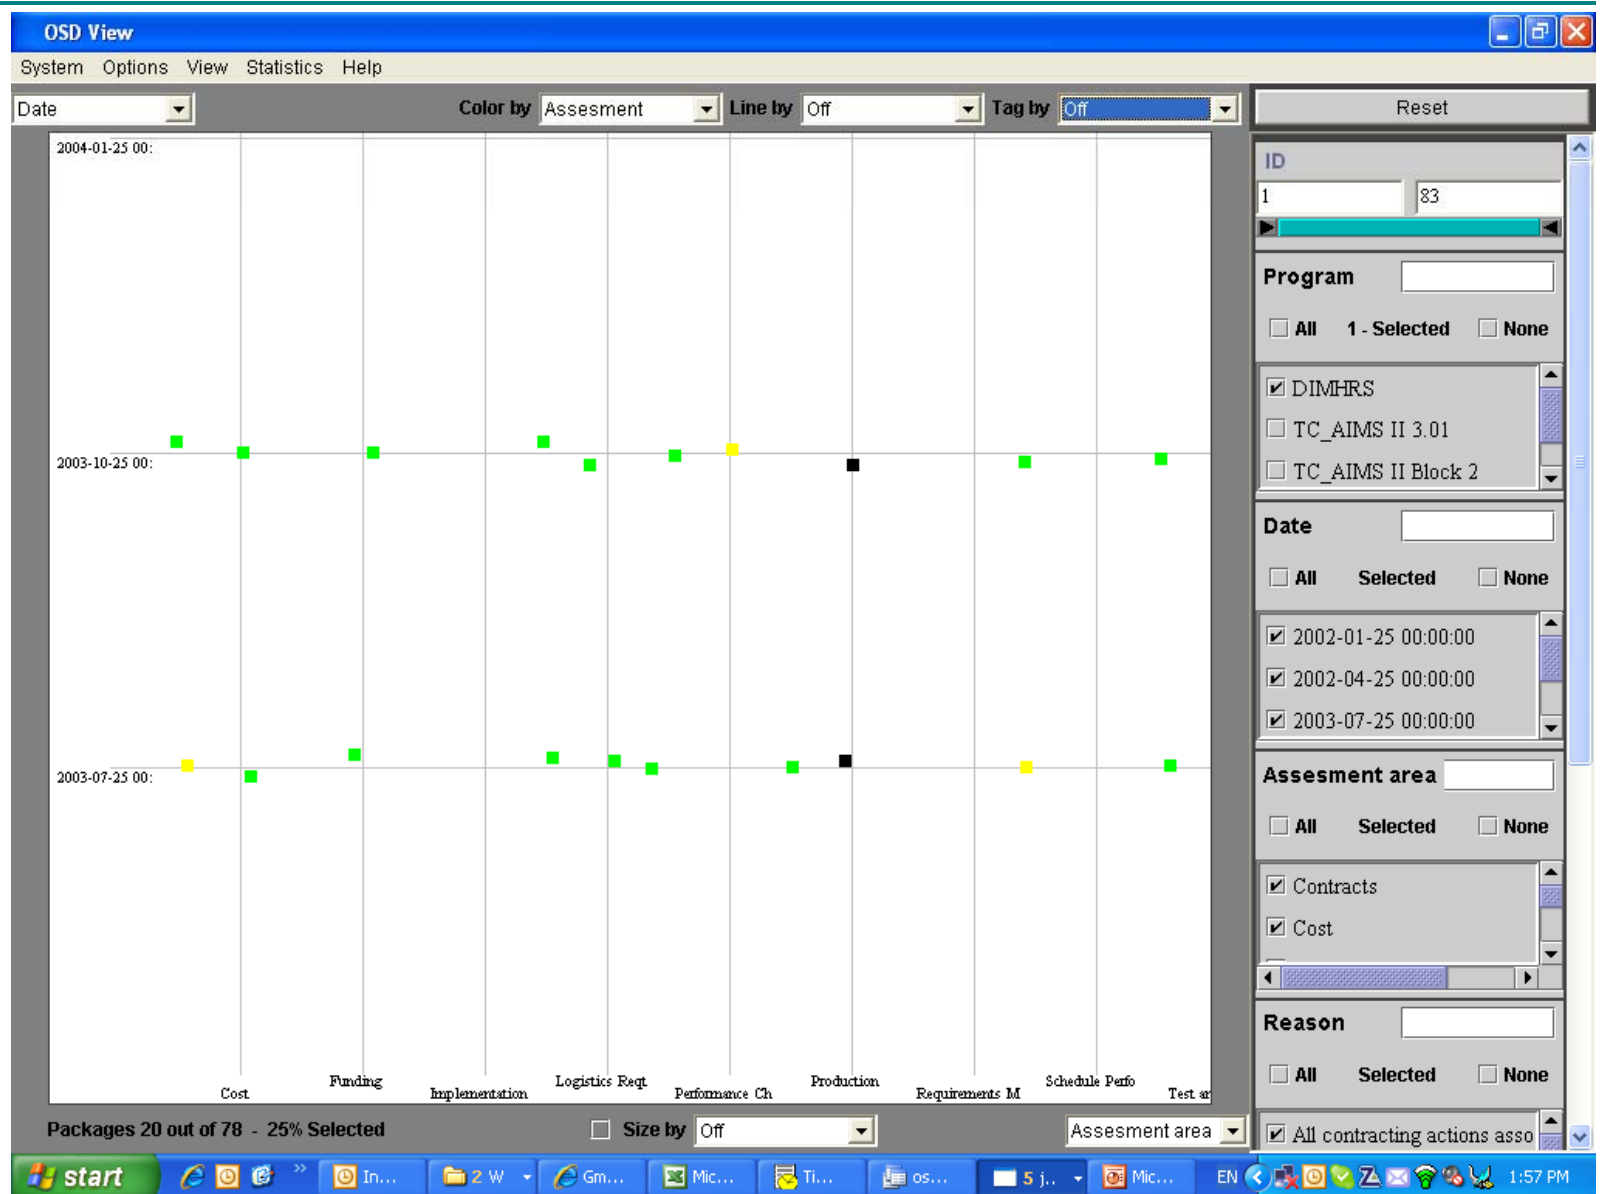 OSD View
System Options View Statistics Help
Date Color by Assesment Line by Off Tag by Off Reset
2004-01-25 00:
2003-10-25 00:
2003-07-25 00:
Cost Funding Implementation Logistics Reqt Performance Ch Production Requirements M Schedule Perfo Test ar
Packages 20 out of 78 - 25% Selected Size by Off Assesment area
ID
1 83
Program
All 1 - Selected None
DIMHRS
TC_AIMS II 3.01
TC_AIMS II Block 2
Date
All Selected None
2002-01-25 00:00:00
2002-04-25 00:00:00
2003-07-25 00:00:00
Assesment area
All Selected None
Contracts
Cost
Reason
All Selected None
All contracting actions asso
start In... 2 W Gm... Mic... Ti... os... 5 j.. Mic... EN 1:57 PM